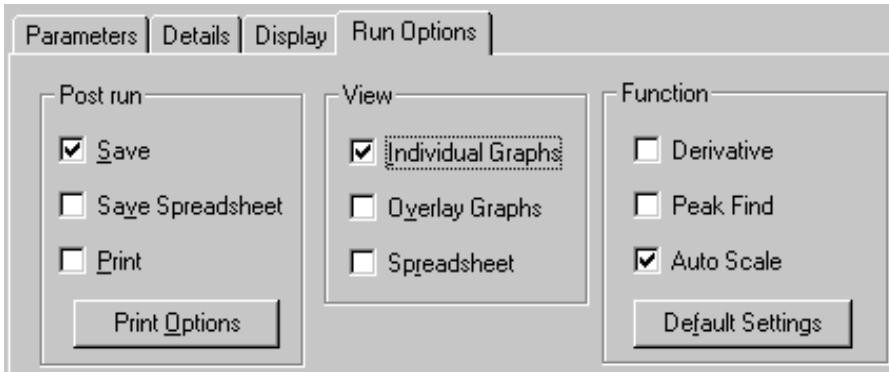 Parameters Details Display Run Options
Post run View Function
Save Individual Graphs Derivative
Save Spreadsheet Overlay Graphs Peak Find
Print Spreadsheet Auto Scale
Print Options Default Settings